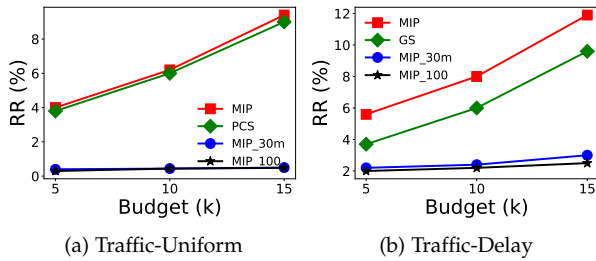 RR (%)
8
6
4
2
0
MIP
PCS
MIP_30m
MIP_100
5
10
15
Budget (k)
(a) Traffic-Uniform
RR (%)
12
10
8
6
4
2
MIP
GS
MIP_30m
MIP_100
5
10
15
Budget (k)
(b) Traffic-Delay